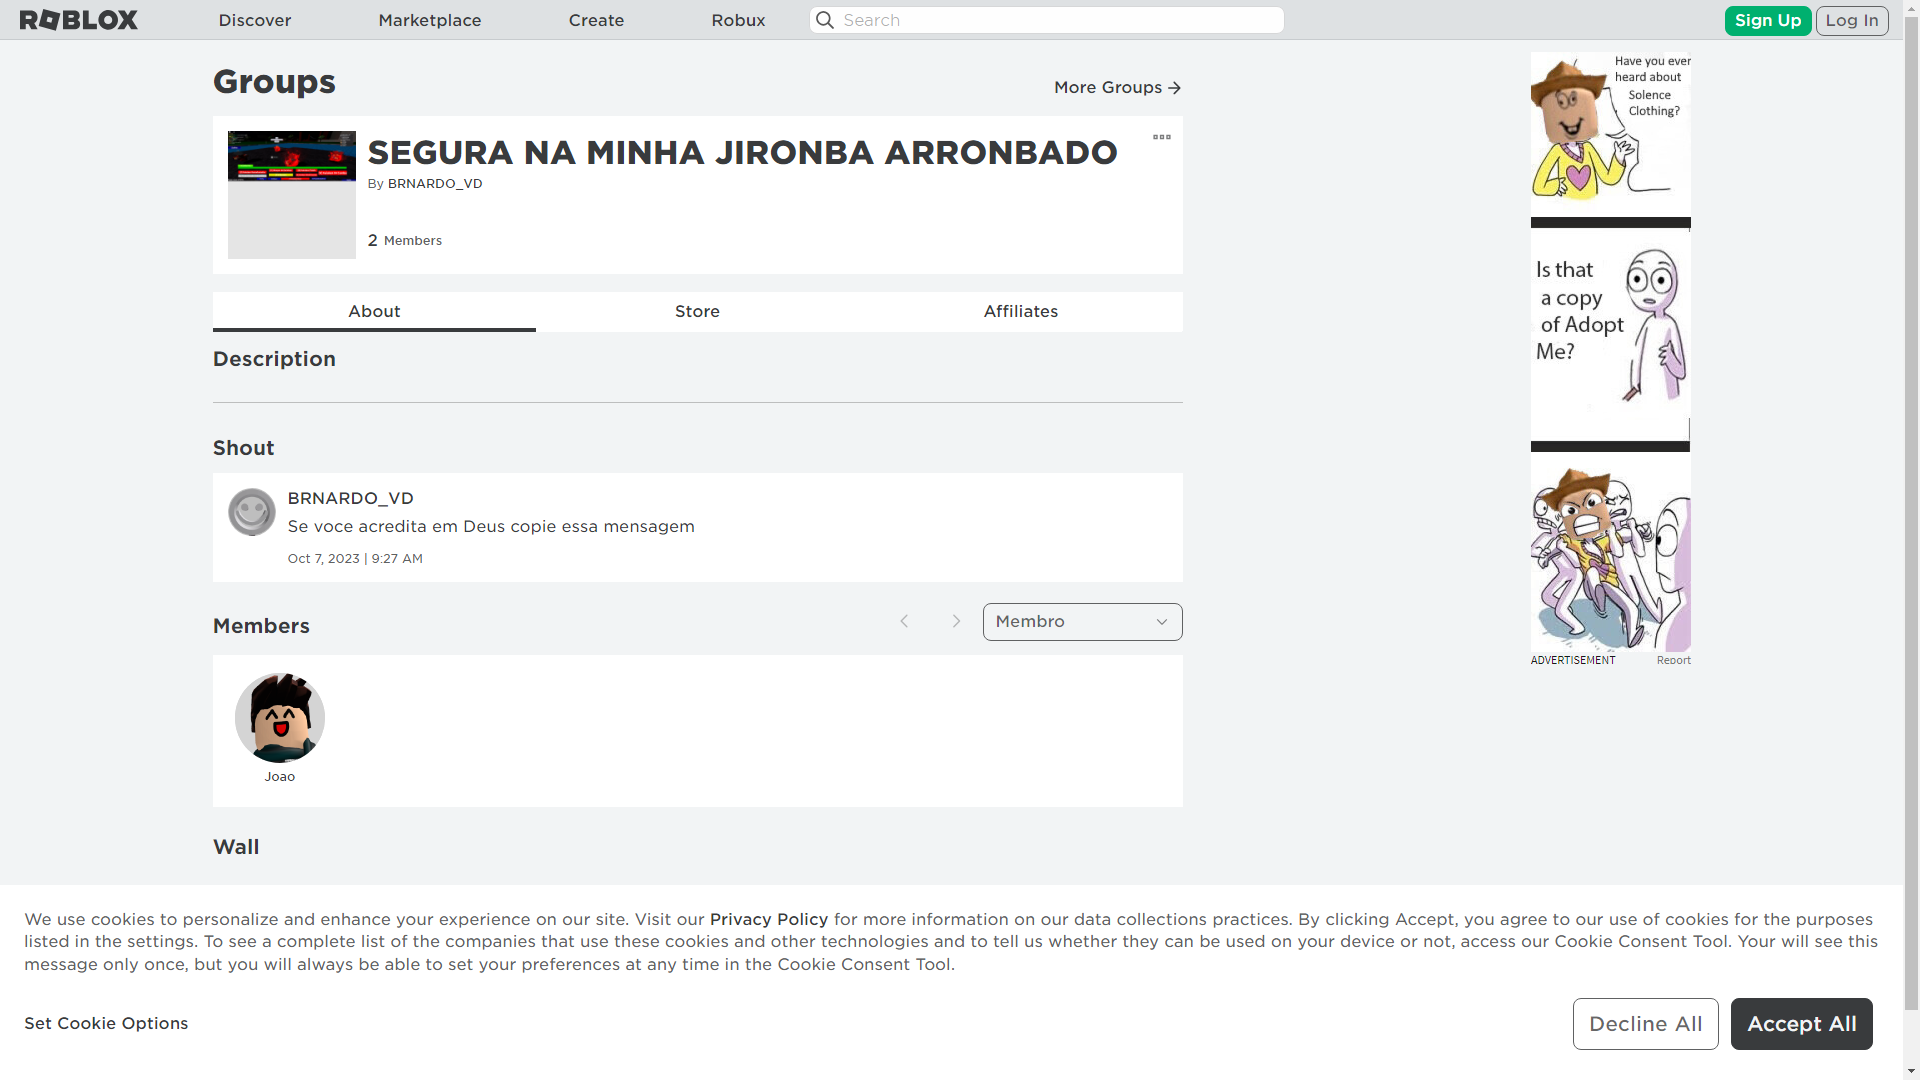 ROBLOX Discover Marketplace Create Robux Search Sign Up Log In
Groups
More Groups
SEGURA NA MINHA JIRONBA ARRONBADO
By BRNARDO_VD
2 Members
About Store Affiliates
Description
Shout
BRNARDO_VD
Se voce acredita em Deus copie essa mensagem
Oct 7, 2023 | 9:27 AM
Members
Membro
Joao
Wall
Have you ever
heard about
Solence
Clothing?
Is that
a copy
of Adopt
Me?
ADVERTISEMENT Report
We use cookies to personalize and enhance your experience on our site. Visit our Privacy Policy for more information on our data collections practices. By clicking Accept, you agree to our use of cookies for the purposes
listed in the settings. To see a complete list of the companies that use these cookies and other technologies and to tell us whether they can be used on your device or not, access our Cookie Consent Tool. Your will see this
message only once, but you will always be able to set your preferences at any time in the Cookie Consent Tool.
Set Cookie Options
Decline All
Accept All